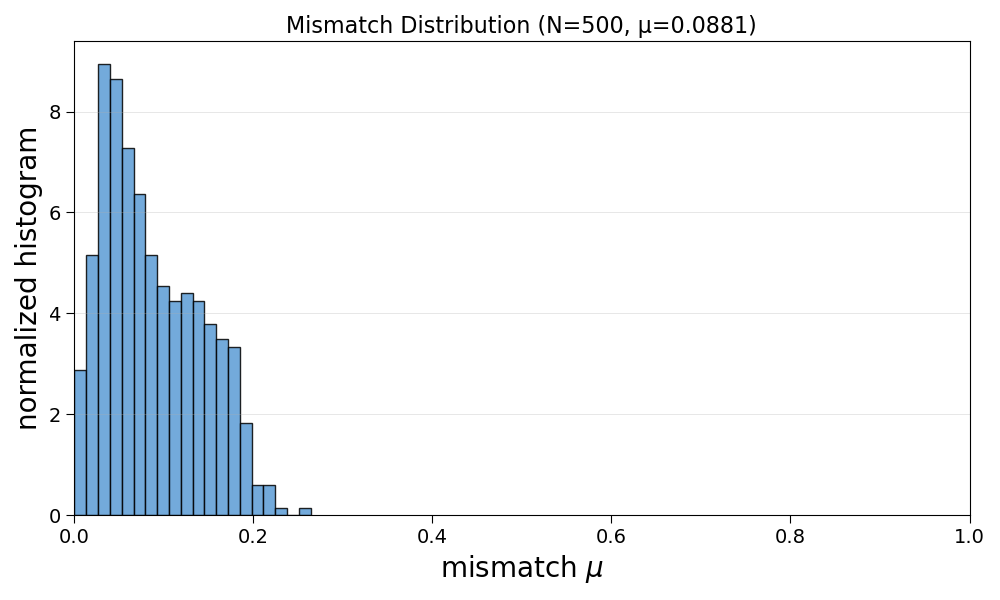 Mismatch Distribution (N=500, μ=0.0881)
normalized histogram
8
6
4
2
0
0.0 0.2 0.4 0.6 0.8 1.0
mismatch μ